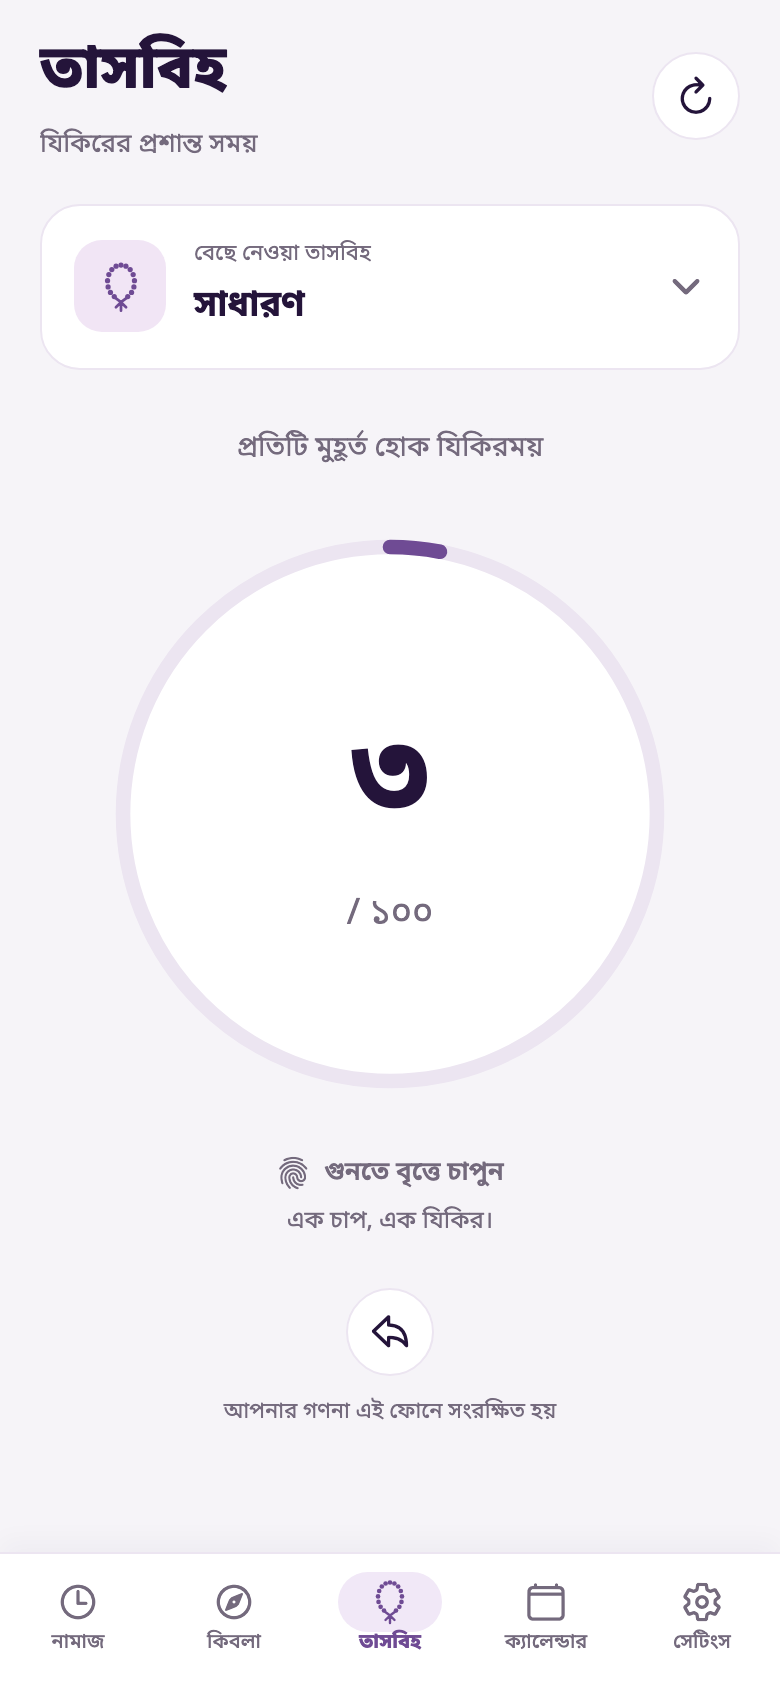 তাসবিহ
যিকিরের প্রশান্ত সময়
বেছে নেওয়া তাসবিহ
সাধারণ
প্রতিটি মুহূর্ত হোক যিকিরময়
৩
/ ১০০
গুনতে বৃত্তে চাপুন
এক চাপ, এক যিকির।
আপনার গণনা এই ফোনে সংরক্ষিত হয়
নামাজ
কিবলা
তাসবিহ
ক্যালেন্ডার
সেটিংস